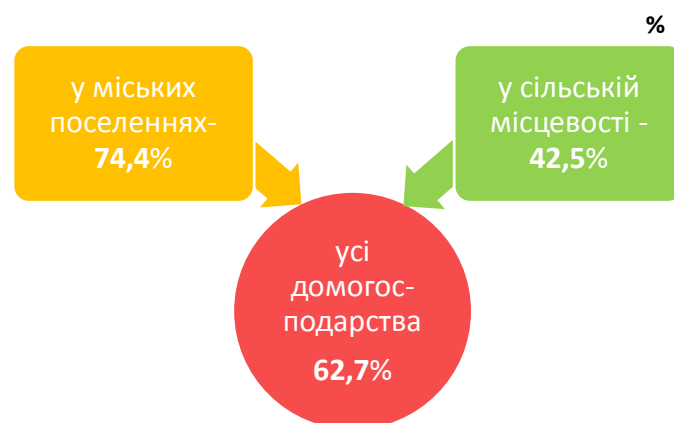 %
у міських
поселеннях-
74,4%
у сільській
місцевості -
42,5%
усі
домогос-
подарства
62,7%